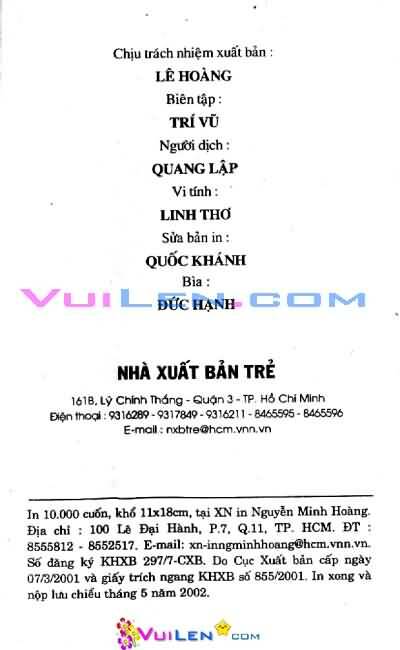 Chịu trách nhiệm xuất bản :
LÊ HOÀNG
Biên tập :
TRÍ VŨ
Người dịch :
QUANG LẬP
Vi tính :
LINH THƠ
Sửa bản in :
QUỐC KHÁNH
Bìa :
VUILEN.COM
ĐỨC HẠNH
NHÀ XUẤT BẢN TRẺ
161B, Lý Chính Thắng - Quận 3 - TP. Hồ Chí Minh
Điện thoại : 9316289 - 9317849 - 9316211 - 8465595 - 8465596
E-mail : nxbtre@hcm.vnn.vn
In 10.000 cuốn, khổ 11x18cm, tại XN in Nguyễn Minh Hoàng.
Địa chỉ : 100 Lê Đại Hành, P.7, Q.11, TP. HCM. ĐT :
8555812 - 8552517. E-mail: xn-inngminhhoang@hcm.vnn.vn.
Số đăng ký KHXB 297/7-CXB. Do Cục Xuất bản cấp ngày
07/3/2001 và giấy trích ngang KHXB số 855/2001. In xong và
nộp lưu chiểu tháng 5 năm 2002.
VUILEN.COM